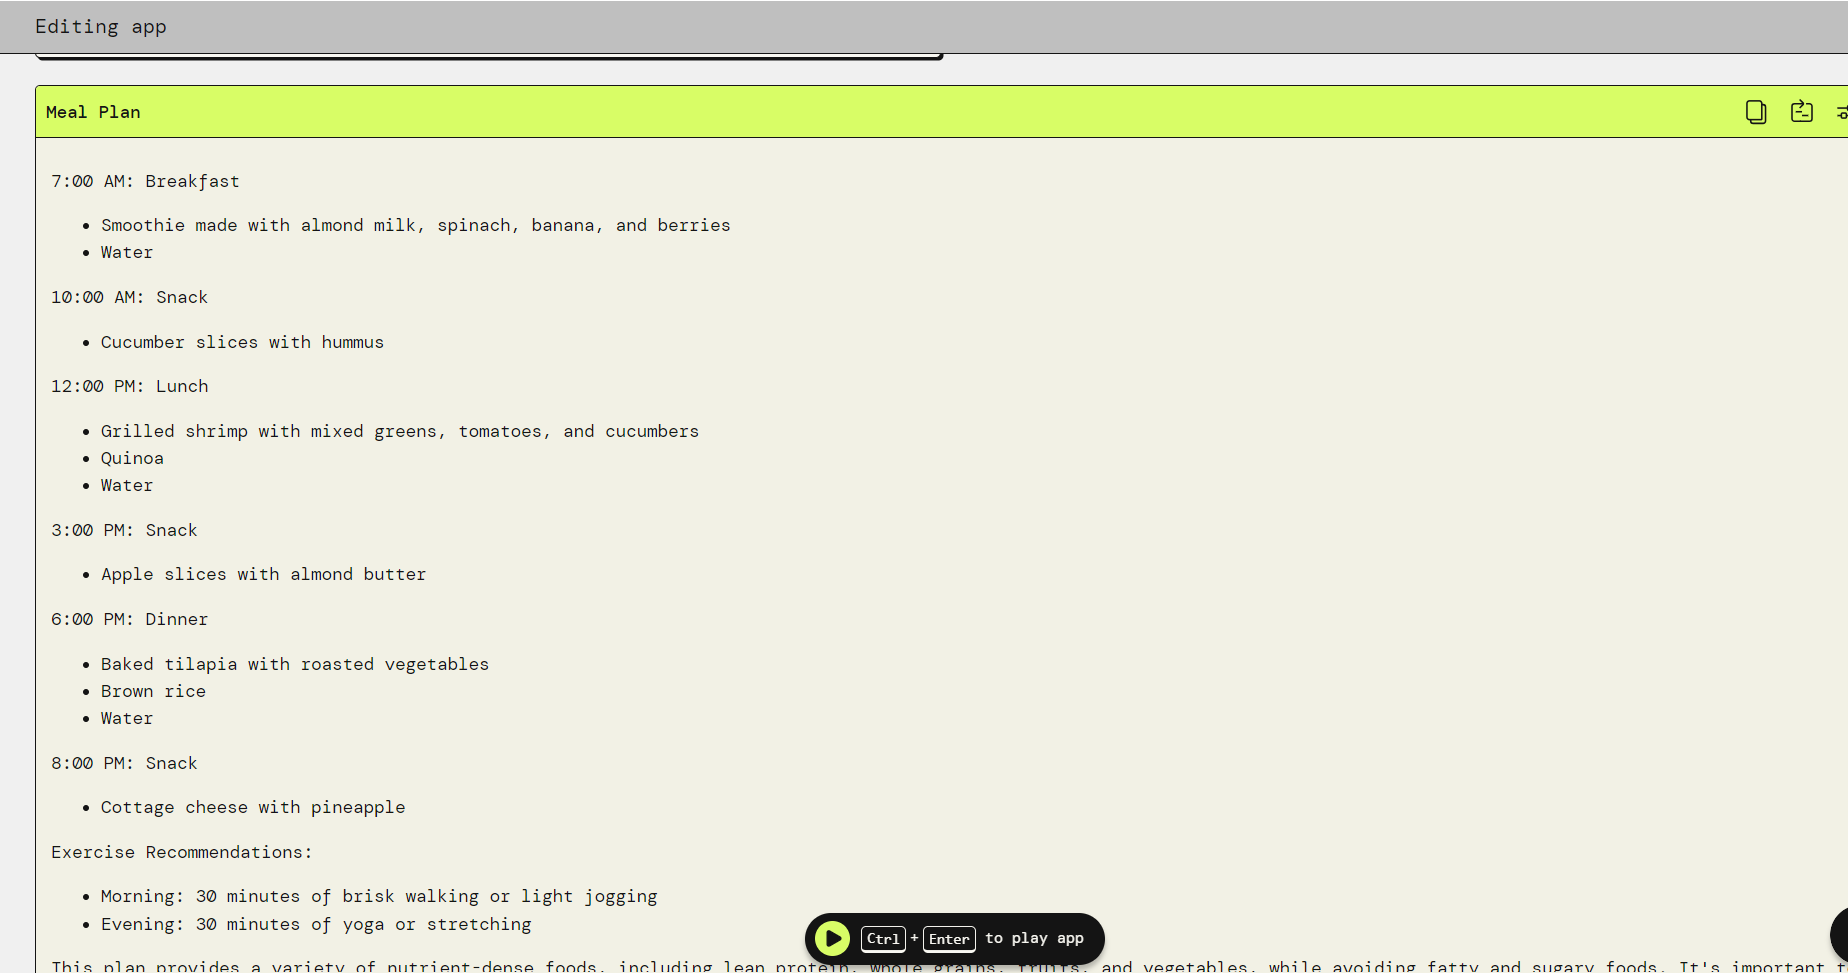 Editing app
Meal Plan
7:00 AM: Breakfast
• Smoothie made with almond milk, spinach, banana, and berries
• Water
10:00 AM: Snack
• Cucumber slices with hummus
12:00 PM: Lunch
• Grilled shrimp with mixed greens, tomatoes, and cucumbers
• Quinoa
• Water
3:00 PM: Snack
• Apple slices with almond butter
6:00 PM: Dinner
• Baked tilapia with roasted vegetables
• Brown rice
• Water
8:00 PM: Snack
• Cottage cheese with pineapple
Exercise Recommendations:
• Morning: 30 minutes of brisk walking or light jogging
• Evening: 30 minutes of yoga or stretching
Ctrl + Enter to play app
This plan provides a variety of nutrient-dense foods, including lean protein, whole grains, fruits, and vegetables, while avoiding fatty and sugary foods. It's important